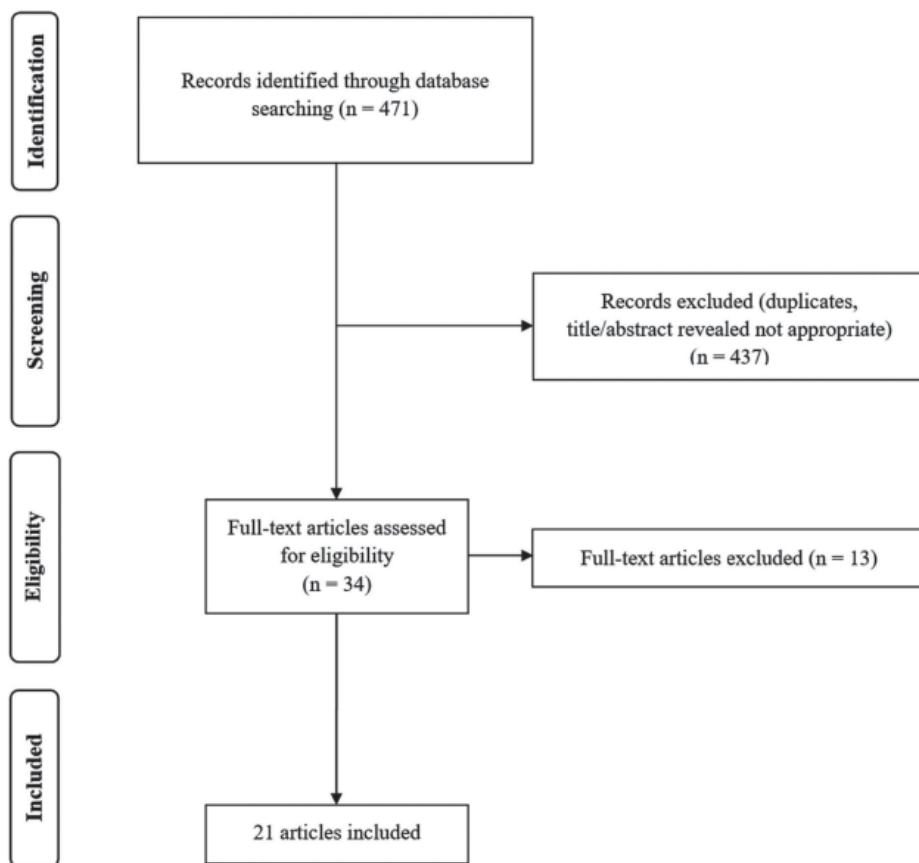 Identification
Records identified through database
searching (n = 471)
Screening
Records excluded (duplicates,
title/abstract revealed not appropriate)
(n = 437)
Eligibility
Full-text articles assessed
for eligibility
(n = 34)
Full-text articles excluded (n = 13)
Included
21 articles included